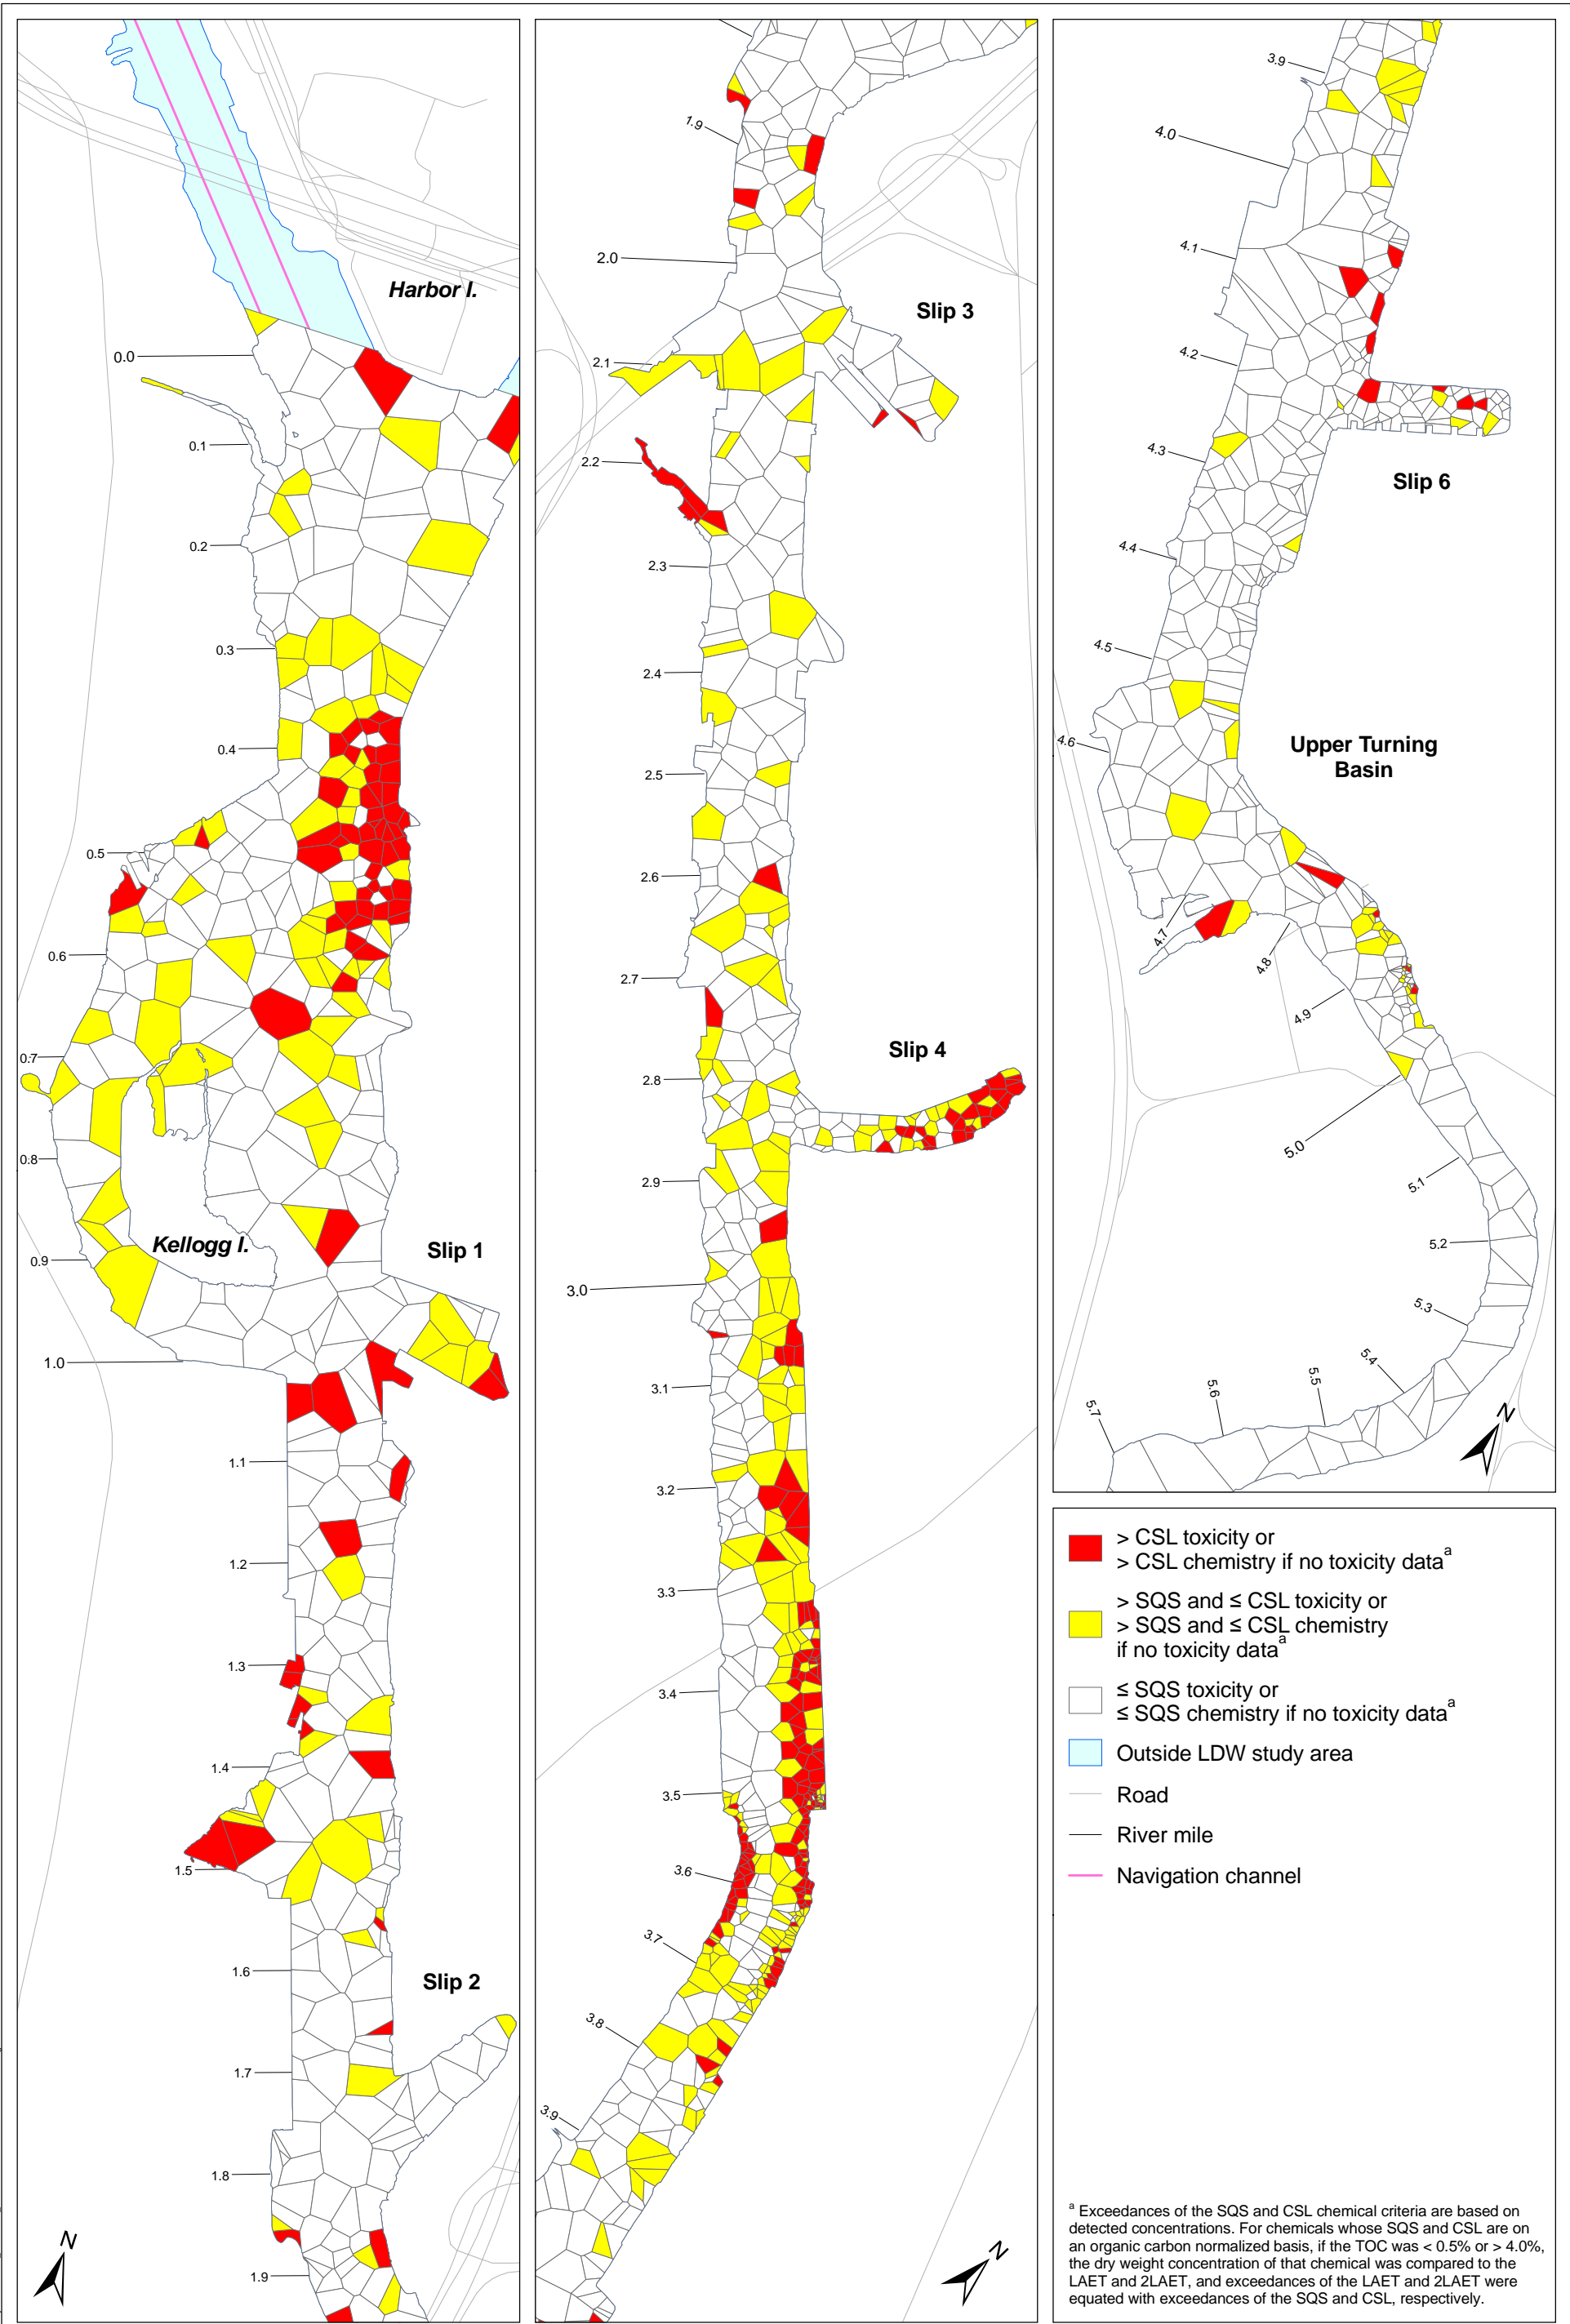 Harbor I.
0.0
0.1
0.2
0.3
0.4
0.5
0.6
0.7
0.8
Kellogg I.
Slip 1
0.9
1.0
1.1
1.2
1.3
1.4
1.5
1.6
Slip 2
1.7
1.8
1.9
N
1.9
2.0
Slip 3
2.1
2.2
2.3
2.4
2.5
2.6
2.7
Slip 4
2.8
2.9
3.0
3.1
3.2
3.3
3.4
3.5
3.6
3.7
3.8
3.9
N
3.9
4.0
4.1
4.2
4.3
Slip 6
4.4
4.5
4.6
Upper Turning
Basin
4.7
4.8
4.9
5.0
5.1
5.2
5.3
5.4
5.5
5.6
5.7
N
> CSL toxicity or
> CSL chemistry if no toxicity dataᵃ
> SQS and ≤ CSL toxicity or
> SQS and ≤ CSL chemistry
if no toxicity dataᵃ
≤ SQS toxicity or
≤ SQS chemistry if no toxicity dataᵃ
Outside LDW study area
Road
River mile
Navigation channel
ᵃ Exceedances of the SQS and CSL chemical criteria are based on
detected concentrations. For chemicals whose SQS and CSL are on
an organic carbon normalized basis, if the TOC was < 0.5% or > 4.0%,
the dry weight concentration of that chemical was compared to the
LAET and 2LAET, and exceedances of the LAET and 2LAET were
equated with exceedances of the SQS and CSL, respectively.